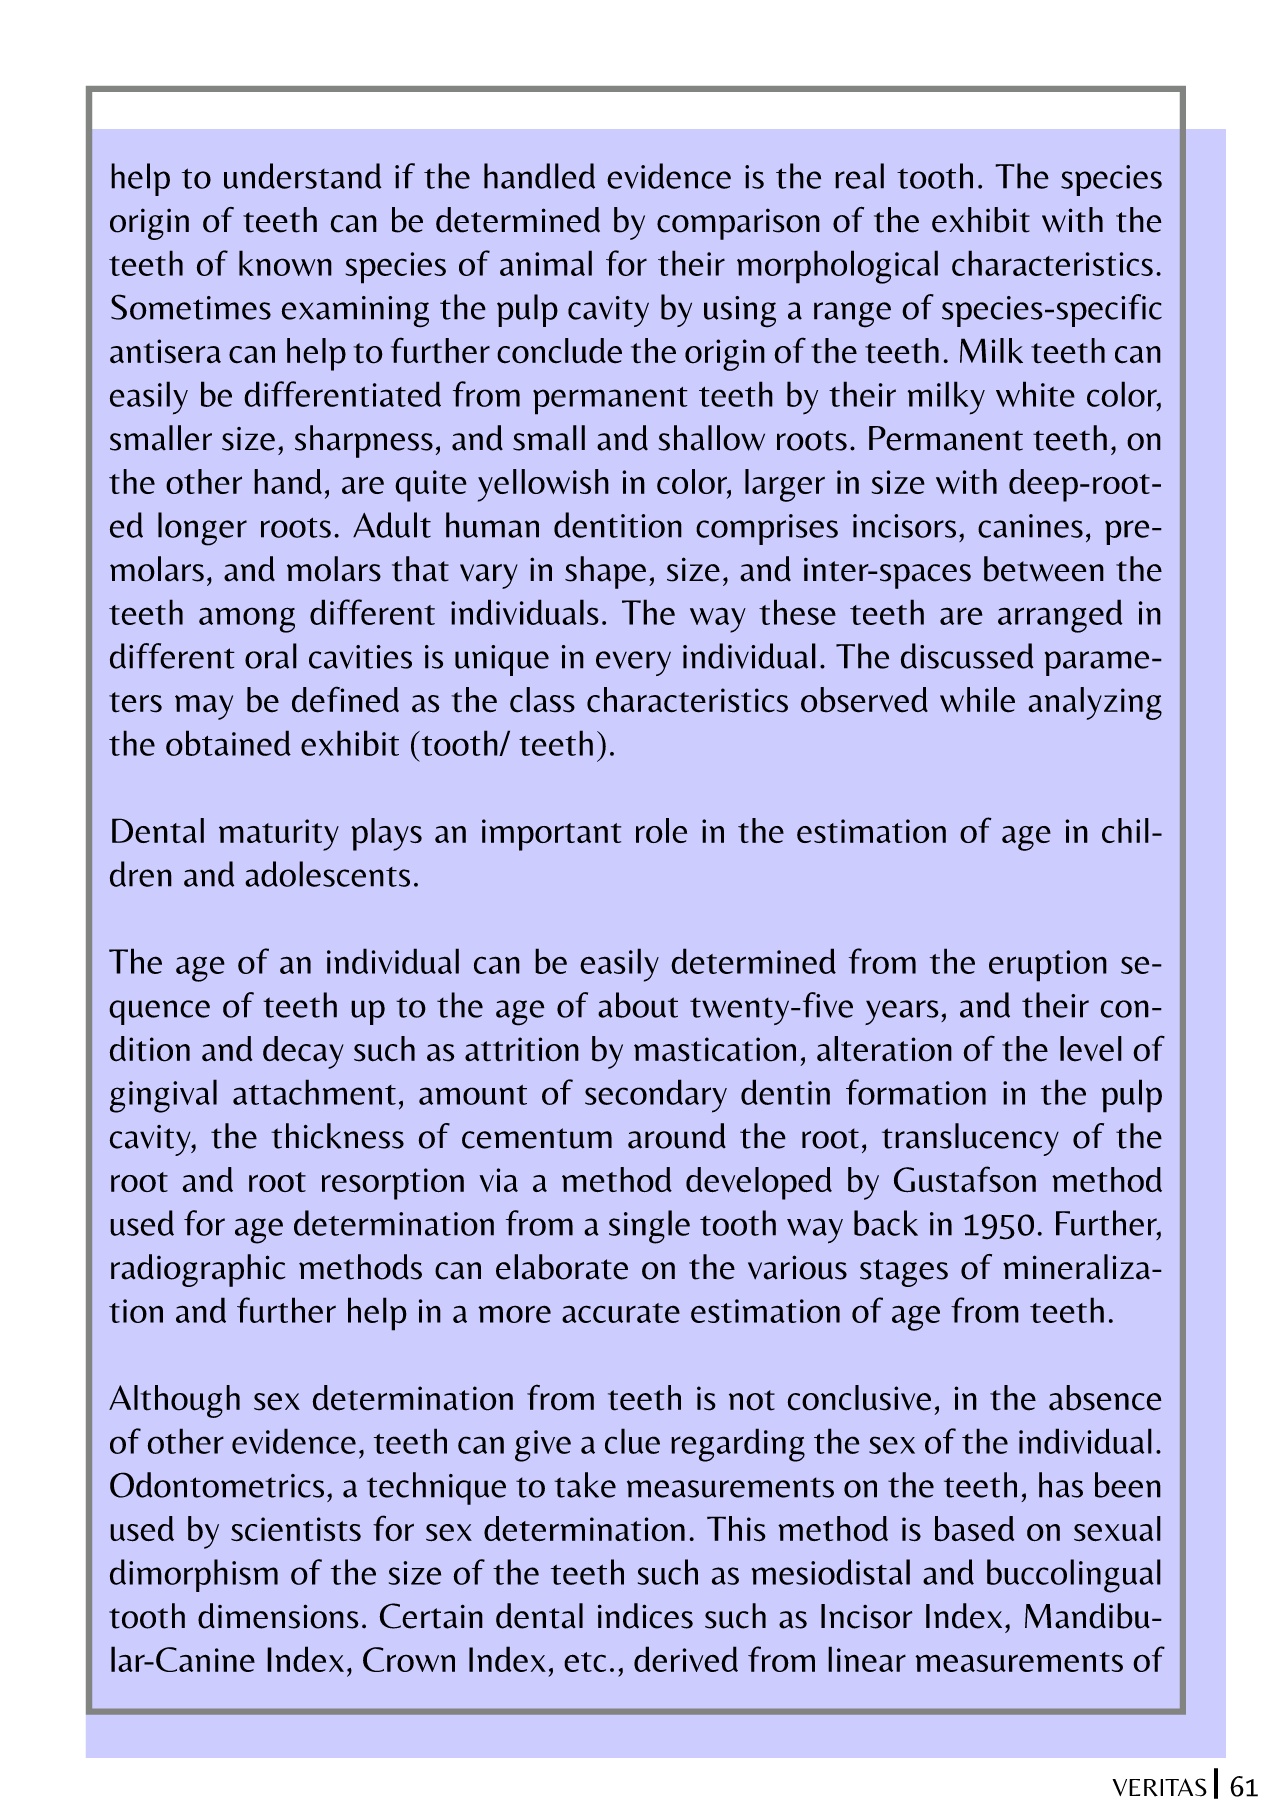 help to understand if the handled evidence is the real tooth. The species
origin of teeth can be determined by comparison of the exhibit with the
teeth of known species of animal for their morphological characteristics.
Sometimes examining the pulp cavity by using a range of species-specific
antisera can help to further conclude the origin of the teeth. Milk teeth can
easily be differentiated from permanent teeth by their milky white color,
smaller size, sharpness, and small and shallow roots. Permanent teeth, on
the other hand, are quite yellowish in color, larger in size with deep-root-
ed longer roots. Adult human dentition comprises incisors, canines, pre-
molars, and molars that vary in shape, size, and inter-spaces between the
teeth among different individuals. The way these teeth are arranged in
different oral cavities is unique in every individual. The discussed parame-
ters may be defined as the class characteristics observed while analyzing
the obtained exhibit (tooth/ teeth).
Dental maturity plays an important role in the estimation of age in chil-
dren and adolescents.
The age of an individual can be easily determined from the eruption se-
quence of teeth up to the age of about twenty-five years, and their con-
dition and decay such as attrition by mastication, alteration of the level of
gingival attachment, amount of secondary dentin formation in the pulp
cavity, the thickness of cementum around the root, translucency of the
root and root resorption via a method developed by Gustafson method
used for age determination from a single tooth way back in 1950. Further,
radiographic methods can elaborate on the various stages of mineraliza-
tion and further help in a more accurate estimation of age from teeth.
Although sex determination from teeth is not conclusive, in the absence
of other evidence, teeth can give a clue regarding the sex of the individual.
Odontometrics, a technique to take measurements on the teeth, has been
used by scientists for sex determination. This method is based on sexual
dimorphism of the size of the teeth such as mesiodistal and buccolingual
tooth dimensions. Certain dental indices such as Incisor Index, Mandibu-
lar-Canine Index, Crown Index, etc., derived from linear measurements of
VERITAS | 61